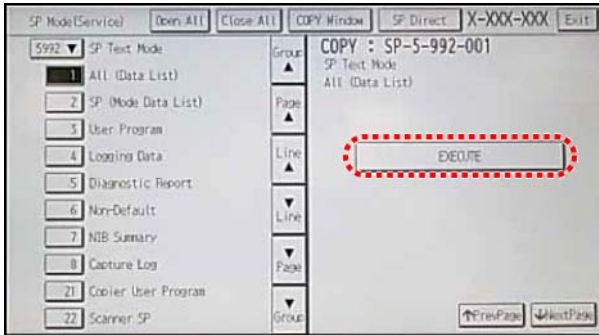 SP Mode(Service) Open All Close All COPY Window SP Direct X-XXX-XXX Exit
5992 ▼ SP Text Mode
1 All (Data List)
2 SP (Mode Data List)
3 User Program
4 Logging Data
5 Diagnostic Report
6 Non-Default
7 NIB Summary
8 Capture Log
21 Copier User Program
22 Scanner SP
Group ▲
Page ▲
Line ▲
▼ Line
▼ Page
▼ Group
COPY : SP-5-992-001
SP Text Mode
All (Data List)
EXECUTE
↑PrevPage ↓NextPage